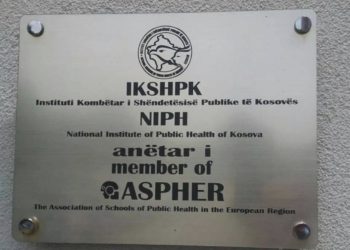 IKSHPK
Instituti Kombëtar i Shëndetësisë Publike të Kosovës
NIPH
National Institute of Public Health of Kosova
anëtar i
member of
ASPHER
The Association of Schools of Public Health in the European Region